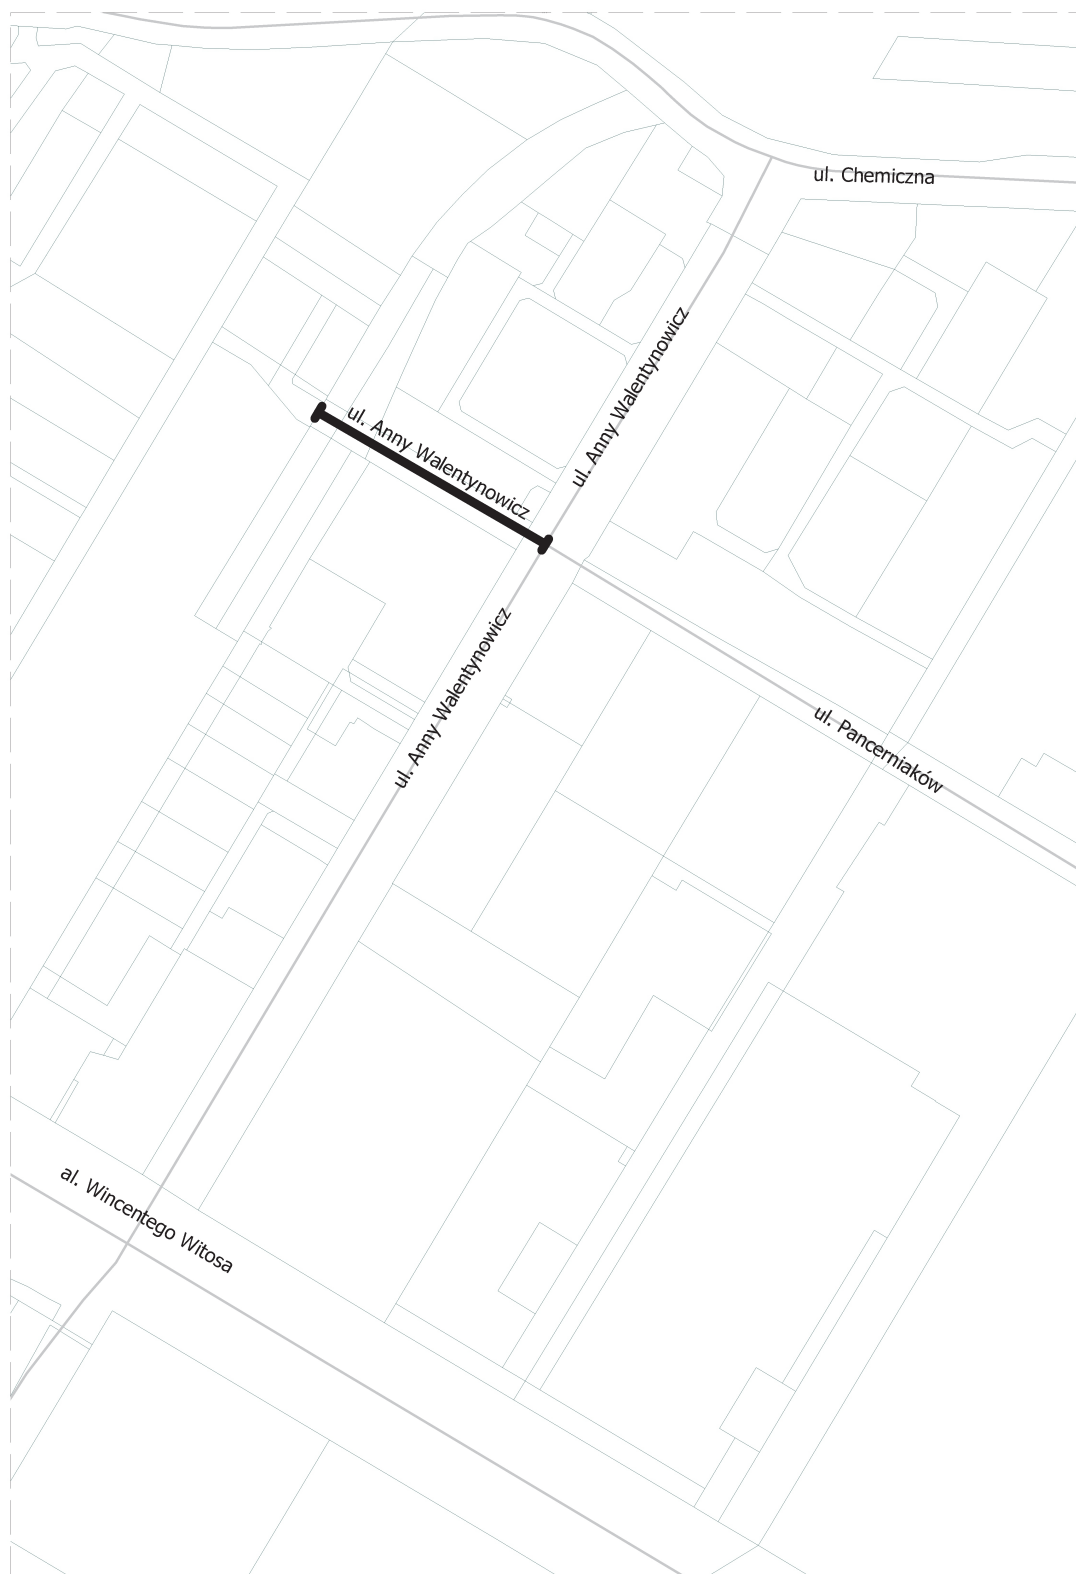 ul. Chemiczna
ul. Anny Walentynowicz
ul. Anny Walentynowicz
ul. Anny Walentynowicz
ul. Pancerniaków
al. Wincentego Witosa